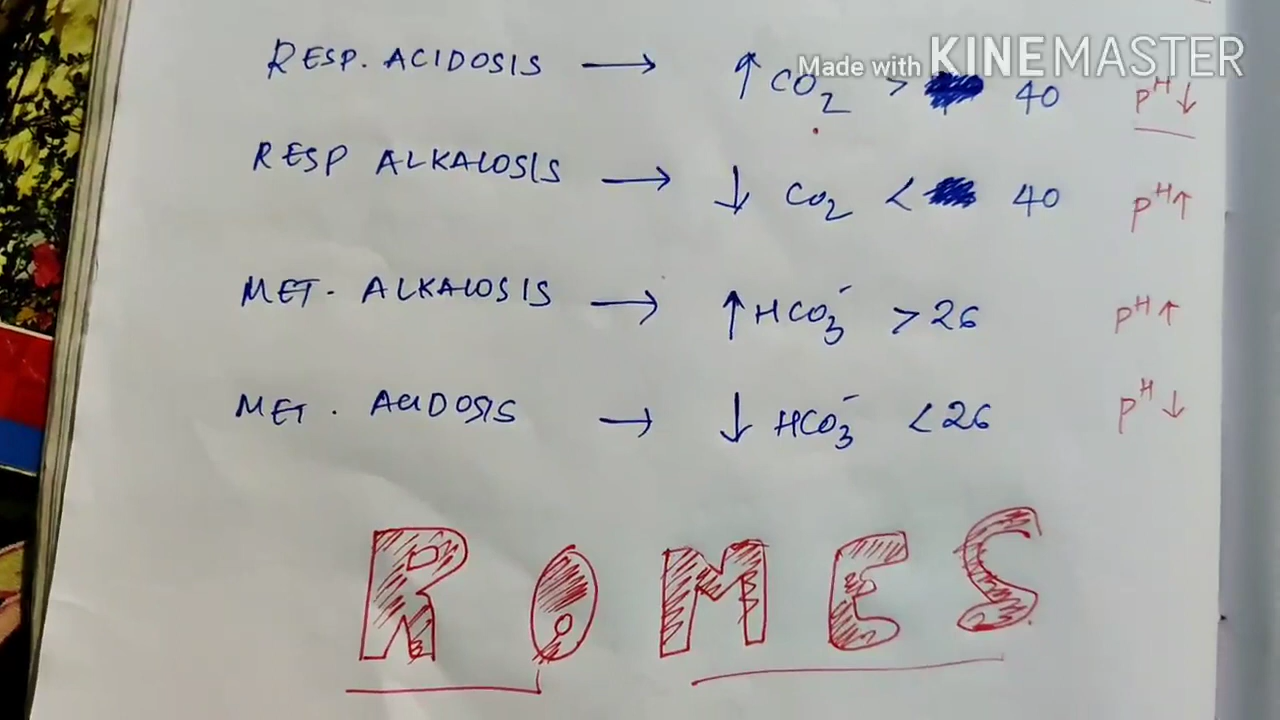 Made with KINEMASTER
RESP. ACIDOSIS → ↑ CO2 > 40 pH↓
RESP ALKALOSIS → ↓ CO2 < 40 pH↑
MET. ALKALOSIS → ↑ HCO3⁻ > 26 pH↑
MET. ACIDOSIS → ↓ HCO3⁻ < 26 pH↓
ROMES